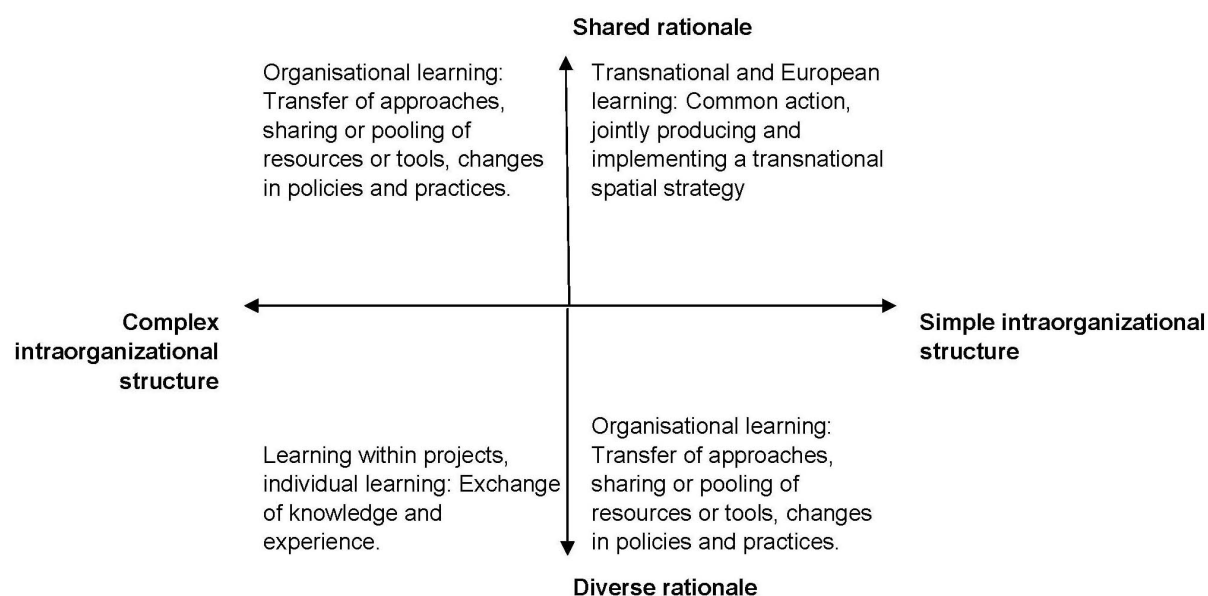 Shared rationale
Organisational learning:
Transfer of approaches,
sharing or pooling of
resources or tools, changes
in policies and practices.
Transnational and European
learning: Common action,
jointly producing and
implementing a transnational
spatial strategy
Complex
intraorganizational
structure
Simple intraorganizational
structure
Learning within projects,
individual learning: Exchange
of knowledge and
experience.
Organisational learning:
Transfer of approaches,
sharing or pooling of
resources or tools, changes
in policies and practices.
Diverse rationale